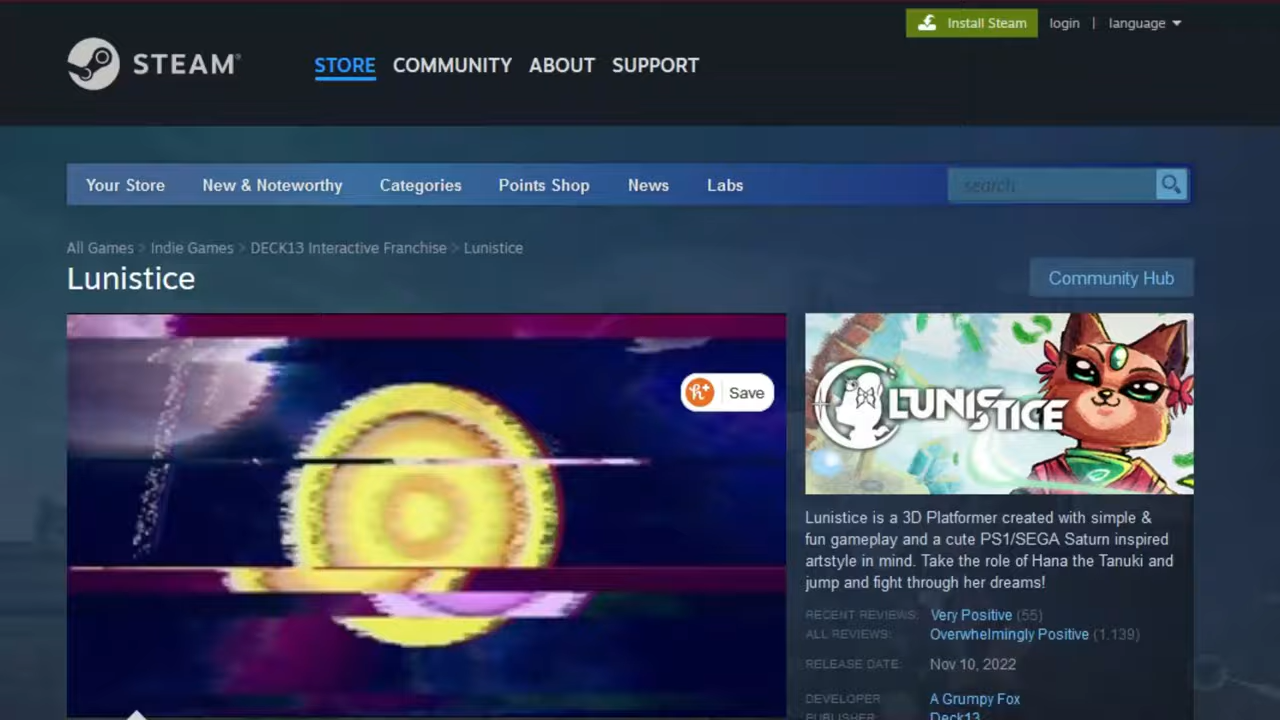 Install Steam login | language
STEAM®
STORE COMMUNITY ABOUT SUPPORT
Your Store New & Noteworthy Categories Points Shop News Labs search
All Games > Indie Games > DECK13 Interactive Franchise > Lunistice
Lunistice
Community Hub
h+ Save
LUNISTICE
Lunistice is a 3D Platformer created with simple &
fun gameplay and a cute PS1/SEGA Saturn inspired
artstyle in mind. Take the role of Hana the Tanuki and
jump and fight through her dreams!
RECENT REVIEWS: Very Positive (55)
ALL REVIEWS: Overwhelmingly Positive (1.139)
RELEASE DATE: Nov 10, 2022
DEVELOPER: A Grumpy Fox
PUBLISHER: Deck13